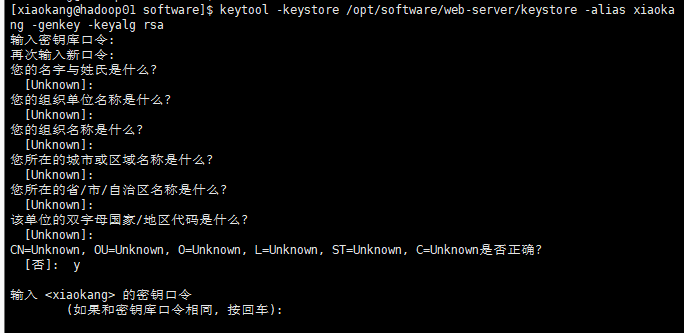 [xiaokang@hadoop01 software]$ keytool -keystore /opt/software/web-server/keystore -alias xiaoka
ng -genkey -keyalg rsa
输入密钥库口令:
再次输入新口令:
您的名字与姓氏是什么?
[Unknown]:
您的组织单位名称是什么?
[Unknown]:
您的组织名称是什么?
[Unknown]:
您所在的城市或区域名称是什么?
[Unknown]:
您所在的省/市/自治区名称是什么?
[Unknown]:
该单位的双字母国家/地区代码是什么?
[Unknown]:
CN=Unknown, OU=Unknown, O=Unknown, L=Unknown, ST=Unknown, C=Unknown是否正确?
[否]: y
输入 <xiaokang> 的密钥口令
(如果和密钥库口令相同, 按回车):